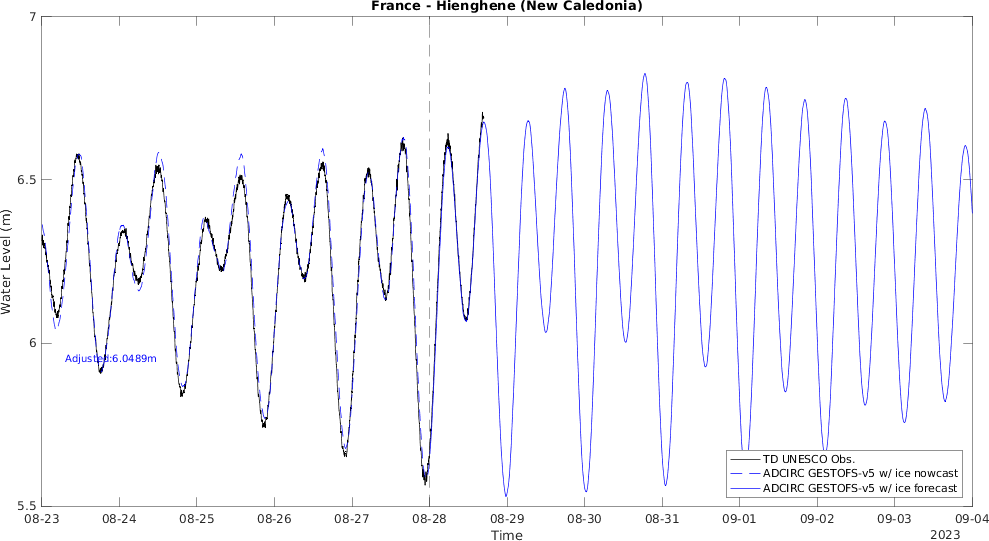 France - Hienghene (New Caledonia)
Water Level (m)
7
6.5
6
5.5
Adjusted:6.0489m
TD UNESCO Obs.
ADCIRC GESTOFS-v5 w/ ice nowcast
ADCIRC GESTOFS-v5 w/ ice forecast
08-23 08-24 08-25 08-26 08-27 08-28 08-29 08-30 08-31 09-01 09-02 09-03 09-04
Time
2023